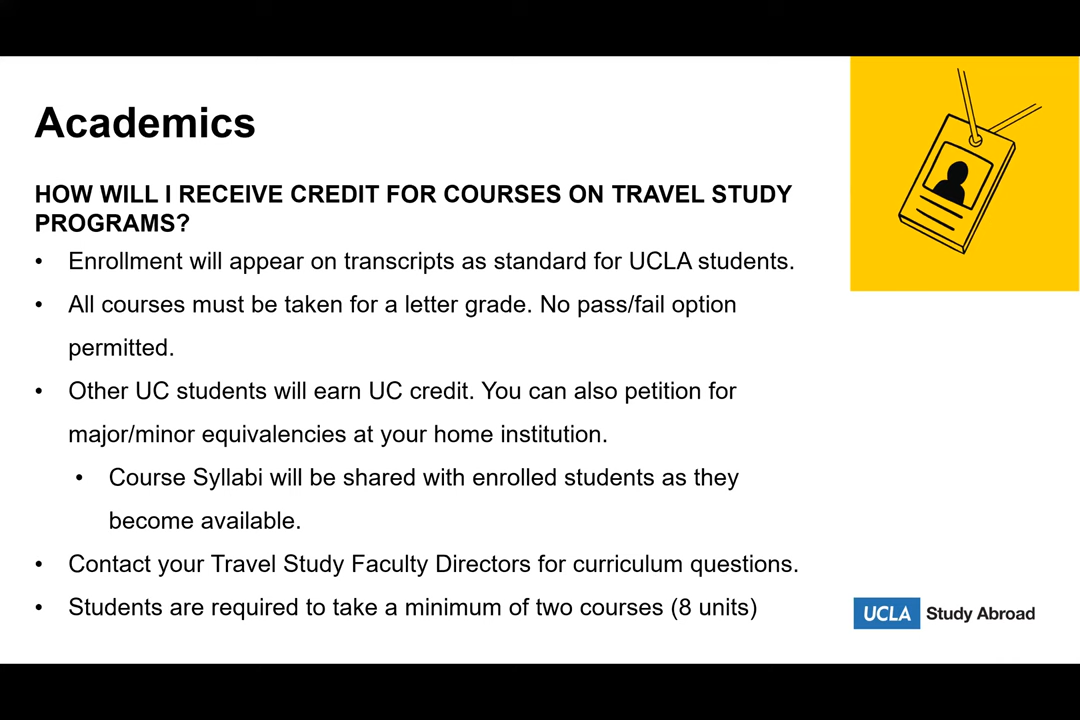 Academics
HOW WILL I RECEIVE CREDIT FOR COURSES ON TRAVEL STUDY
PROGRAMS?
• Enrollment will appear on transcripts as standard for UCLA students.
• All courses must be taken for a letter grade. No pass/fail option
permitted.
• Other UC students will earn UC credit. You can also petition for
major/minor equivalencies at your home institution.
• Course Syllabi will be shared with enrolled students as they
become available.
• Contact your Travel Study Faculty Directors for curriculum questions.
• Students are required to take a minimum of two courses (8 units)
UCLA Study Abroad